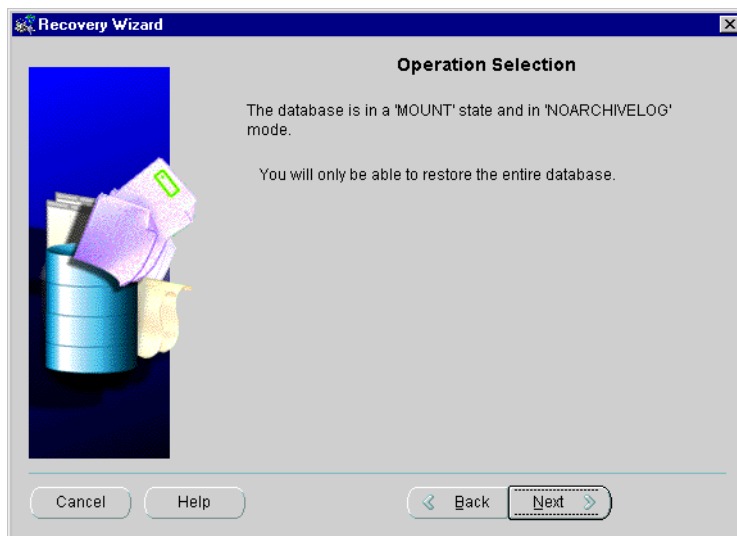 Recovery Wizard
Operation Selection
The database is in a 'MOUNT' state and in 'NOARCHIVELOG'
mode.
You will only be able to restore the entire database.
Cancel
Help
Back
Next